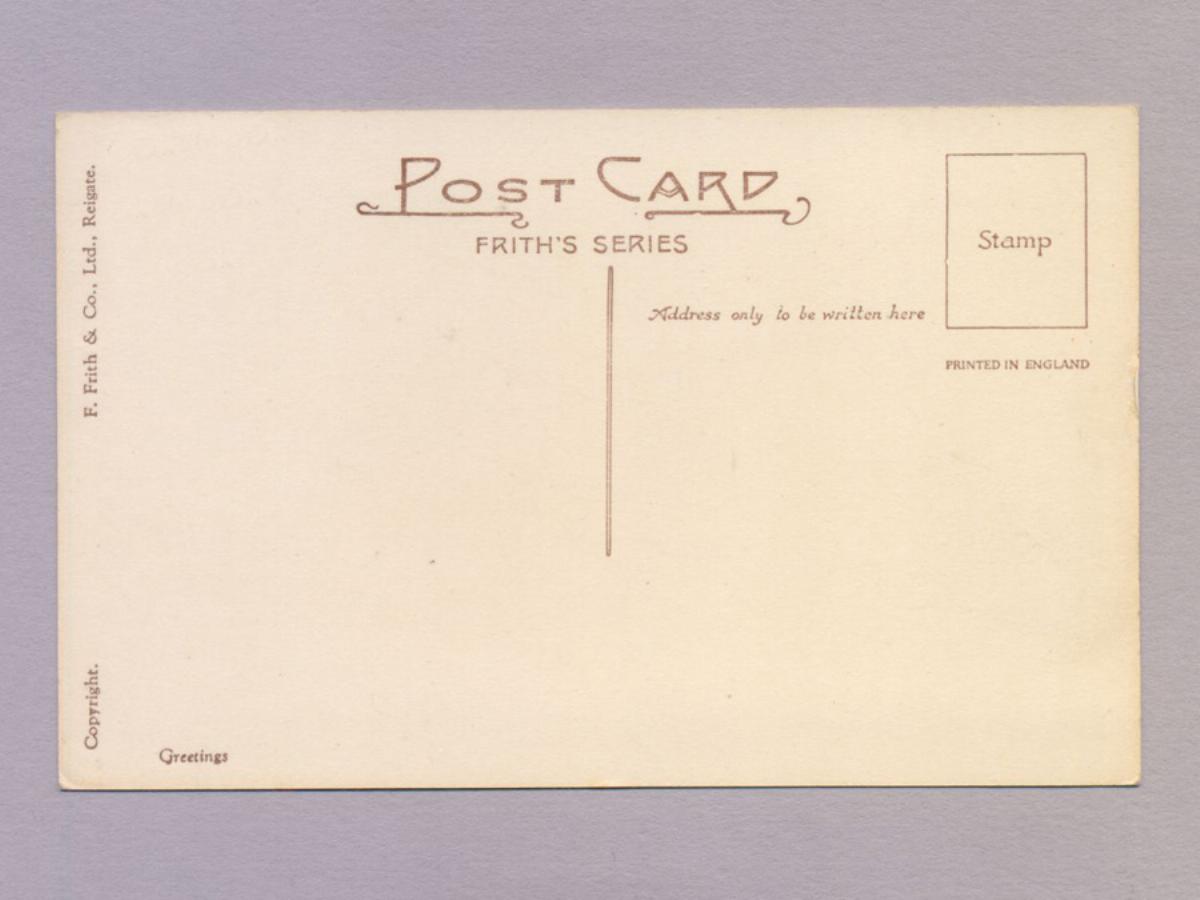 POST CARD
FRITH'S SERIES
Stamp
Address only to be written here
PRINTED IN ENGLAND
F. Frith & Co., Ltd., Reigate.
Copyright.
Greetings